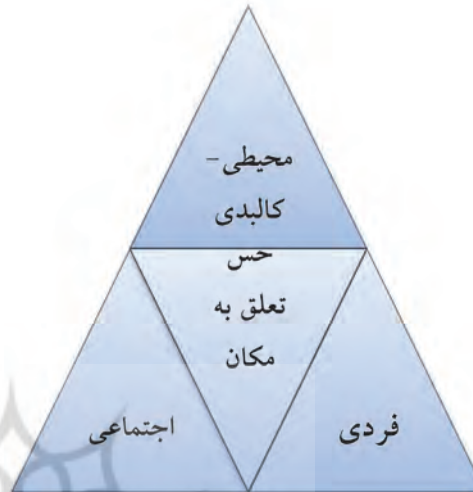 محیطی-
کالبدی
حس
تعلق به
مکان
فردی
اجتماعی